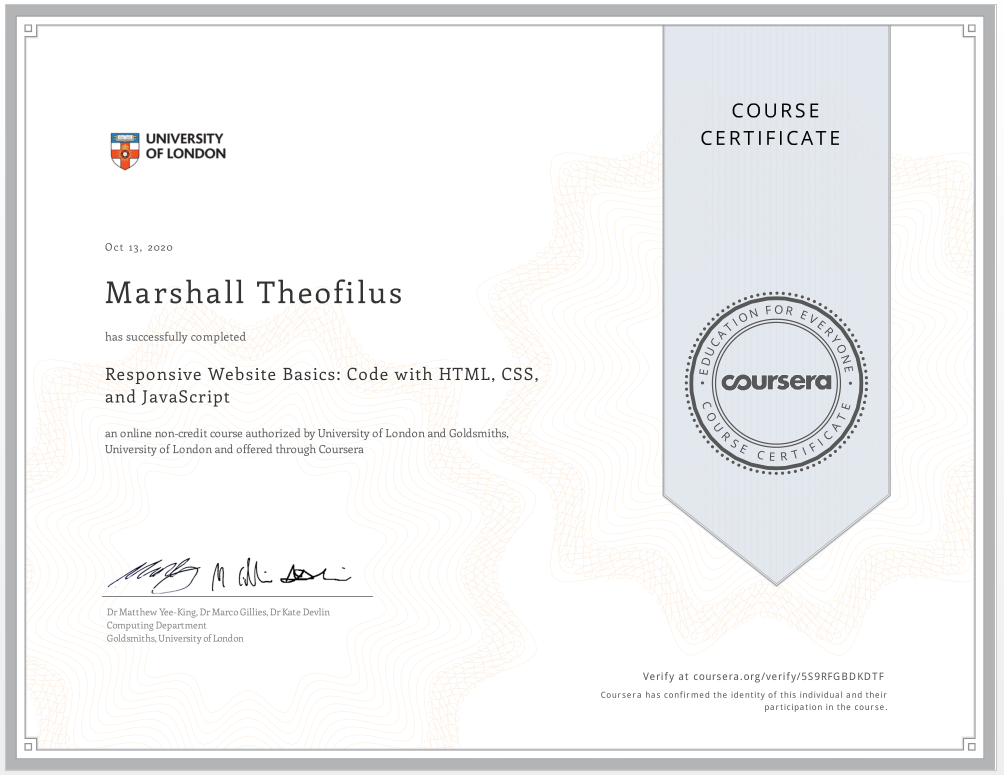 COURSE
CERTIFICATE
UNIVERSITY
OF LONDON
Oct 13, 2020
Marshall Theofilus
has successfully completed
Responsive Website Basics: Code with HTML, CSS,
and JavaScript
an online non-credit course authorized by University of London and Goldsmiths,
University of London and offered through Coursera
EDUCATION FOR EVERYONE
coursera
COURSE CERTIFICATE
Dr Matthew Yee-King, Dr Marco Gillies, Dr Kate Devlin
Computing Department
Goldsmiths, University of London
Verify at coursera.org/verify/5S9RFGBDKDTF
Coursera has confirmed the identity of this individual and their
participation in the course.